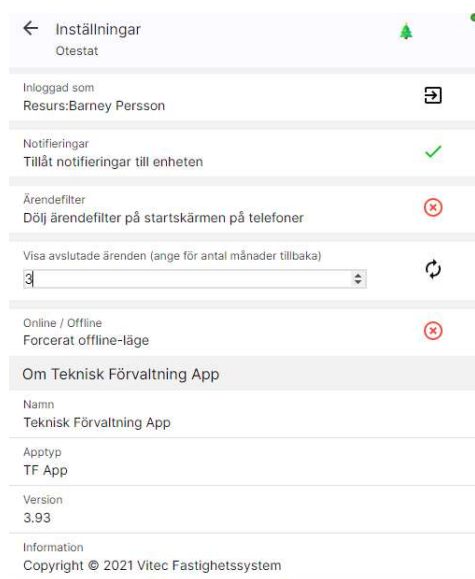 Inställningar
Otestat
Inloggad som
Resurs:Barney Persson
Notifieringar
Tillåt notifieringar till enheten
Ärendefilter
Dölj ärendefilter på startskärmen på telefoner
Visa avslutade ärenden (ange för antal månader tillbaka)
3
Online / Offline
Forcerat offline-läge
Om Teknisk Förvaltning App
Namn
Teknisk Förvaltning App
Apptyp
TF App
Version
3.93
Information
Copyright © 2021 Vitec Fastighetssystem